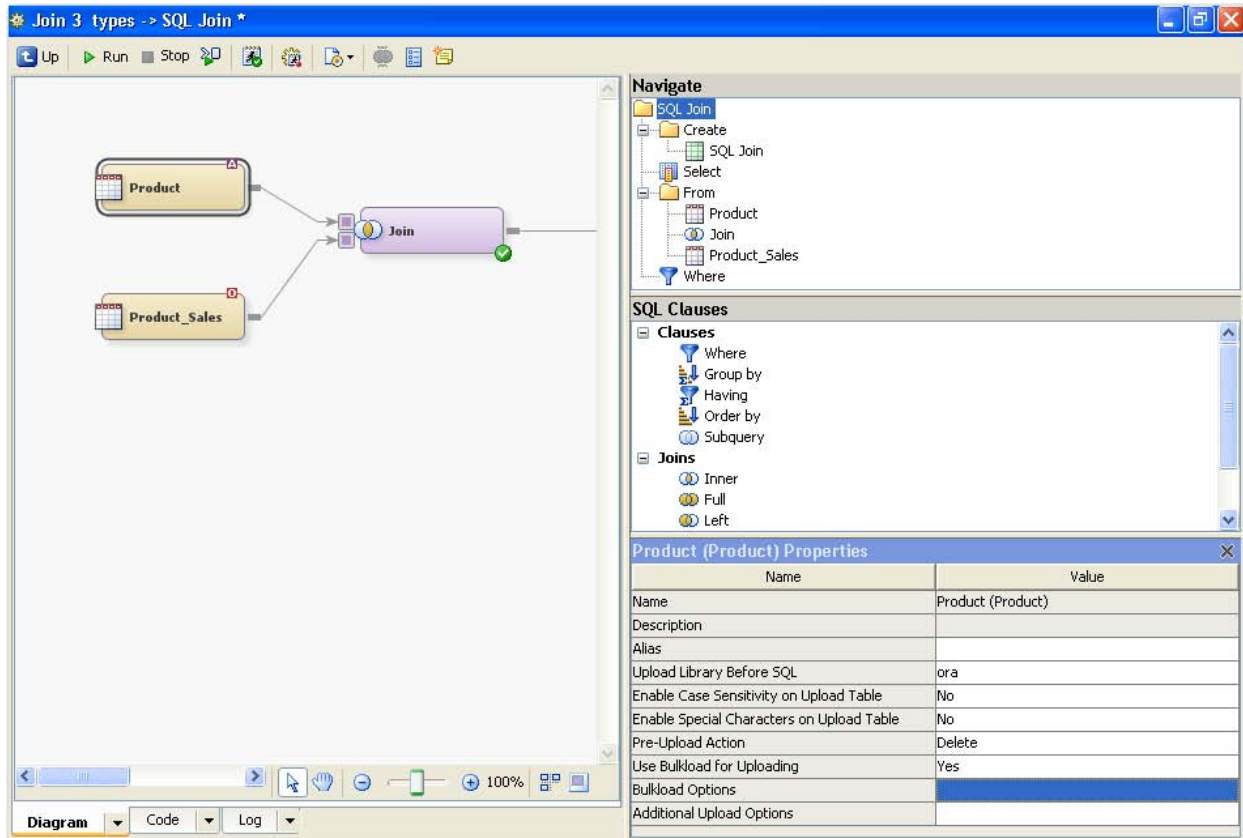 Join 3 types -> SQL Join *
Up Run Stop
Product
Join
Product_Sales
100%
Diagram Code Log
Navigate
SQL Join
Create
SQL Join
Select
From
Product
Join
Product_Sales
Where
SQL Clauses
Clauses
Where
Group by
Having
Order by
Subquery
Joins
Inner
Full
Left
Product (Product) Properties
Name Value
Name Product (Product)
Description
Alias
Upload Library Before SQL ora
Enable Case Sensitivity on Upload Table No
Enable Special Characters on Upload Table No
Pre-Upload Action Delete
Use Bulkload for Uploading Yes
Bulkload Options
Additional Upload Options